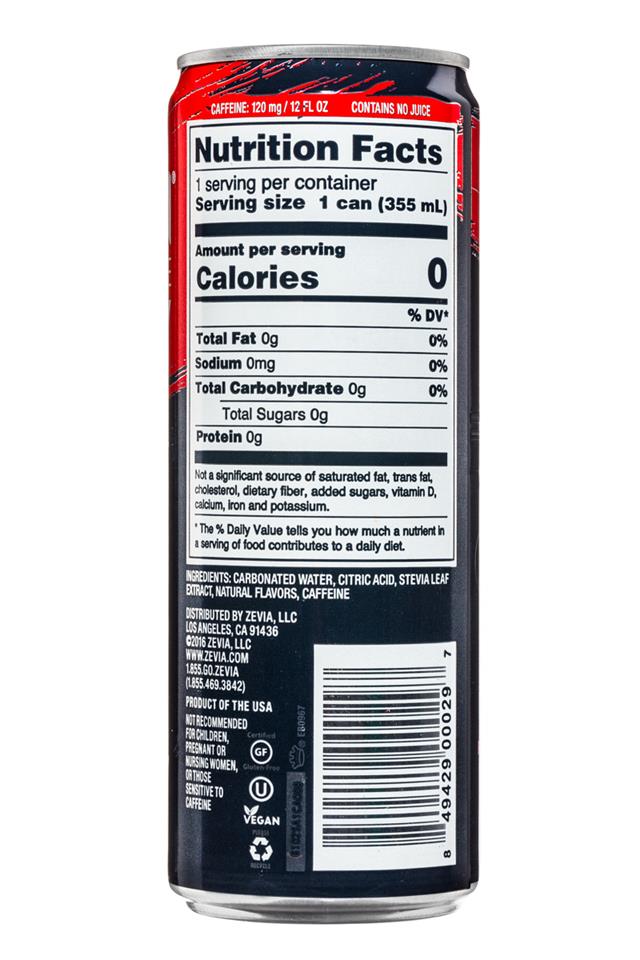 CAFFEINE: 120 mg / 12 FL OZ CONTAINS NO JUICE
Nutrition Facts
1 serving per container
Serving size 1 can (355 mL)
Amount per serving
Calories 0
% DV*
Total Fat 0g 0%
Sodium 0mg 0%
Total Carbohydrate 0g 0%
Total Sugars 0g
Protein 0g
Not a significant source of saturated fat, trans fat,
cholesterol, dietary fiber, added sugars, vitamin D,
calcium, iron and potassium.
* The % Daily Value tells you how much a nutrient in
a serving of food contributes to a daily diet.
INGREDIENTS: CARBONATED WATER, CITRIC ACID, STEVIA LEAF
EXTRACT, NATURAL FLAVORS, CAFFEINE
DISTRIBUTED BY ZEVIA, LLC
LOS ANGELES, CA 91436
©2016 ZEVIA, LLC
WWW.ZEVIA.COM
1.855.GO.ZEVIA
(1.855.469.3842)
PRODUCT OF THE USA
NOT RECOMMENDED
FOR CHILDREN,
PREGNANT OR
NURSING WOMEN,
OR THOSE
SENSITIVE TO
CAFFEINE
Certified
GF
Gluten-Free
U
VEGAN
PLEASE
RECYCLE
EB0967
8 49429 00029 7